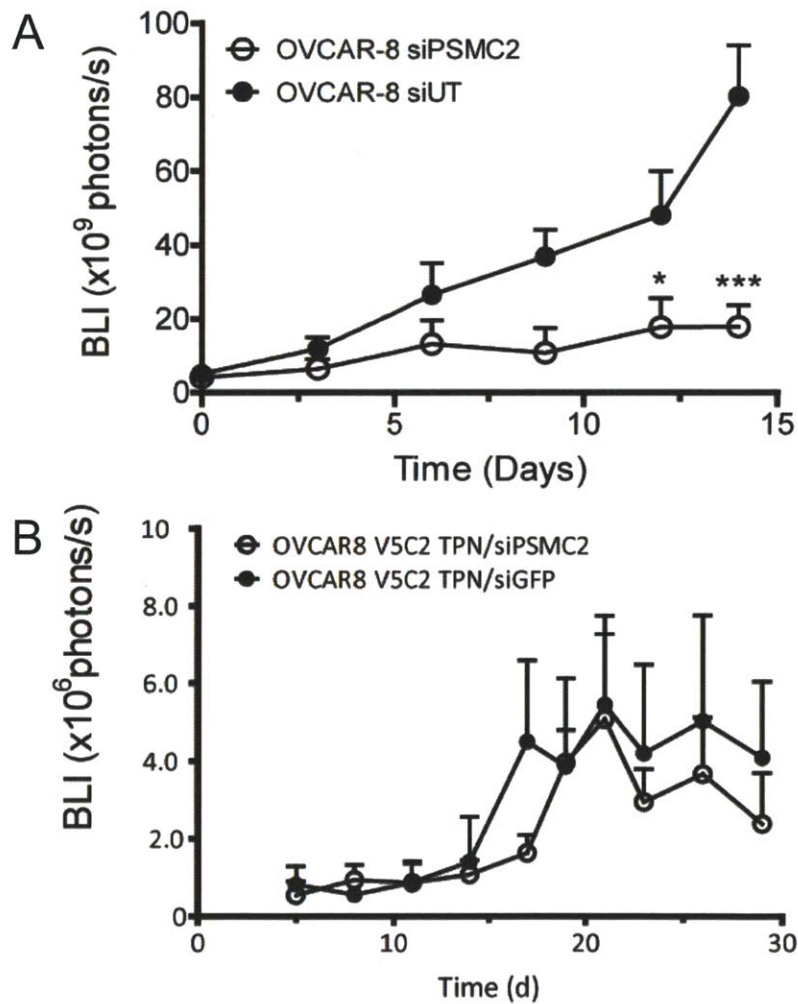 A
100
80
60
40
20
0
BLI (x10⁹ photons/s)
OVCAR-8 siPSMC2
OVCAR-8 siUT
*
***
0 5 10 15
Time (Days)
B
10
8.0
6.0
4.0
2.0
0
BLI (x10⁶photons/s)
OVCAR8 V5C2 TPN/siPSMC2
OVCAR8 V5C2 TPN/siGFP
0 10 20 30
Time (d)